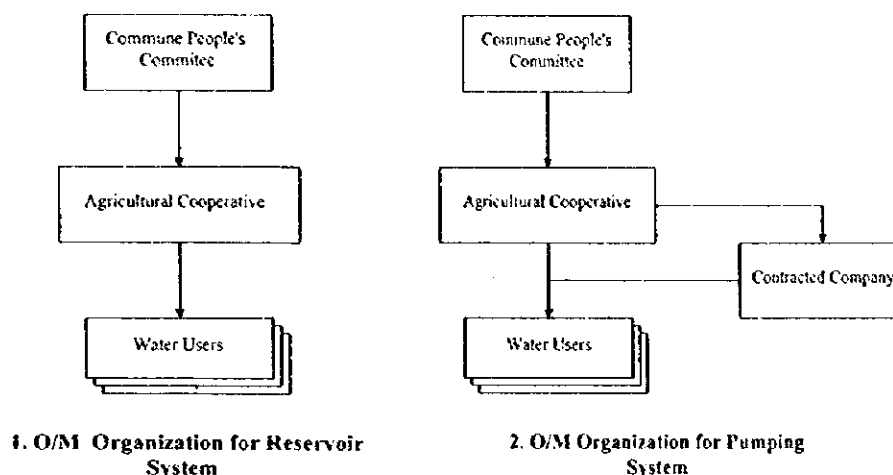 Commune People's
Commitee
Agricultural Cooperative
Water Users
1. O/M Organization for Reservoir
System
Commune People's
Committee
Agricultural Cooperative
Contracted Company
Water Users
2. O/M Organization for Pumping
System